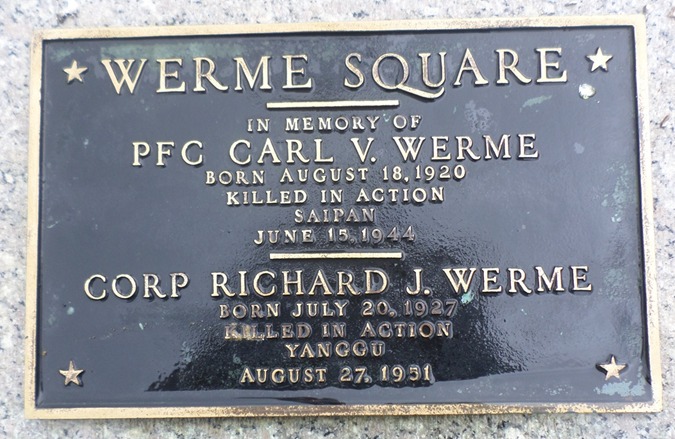 WERME SQUARE
IN MEMORY OF
PFC CARL V. WERME
BORN AUGUST 18, 1920
KILLED IN ACTION
SAIPAN
JUNE 15, 1944
CORP RICHARD J. WERME
BORN JULY 20, 1927
KILLED IN ACTION
YANGGU
AUGUST 27, 1951